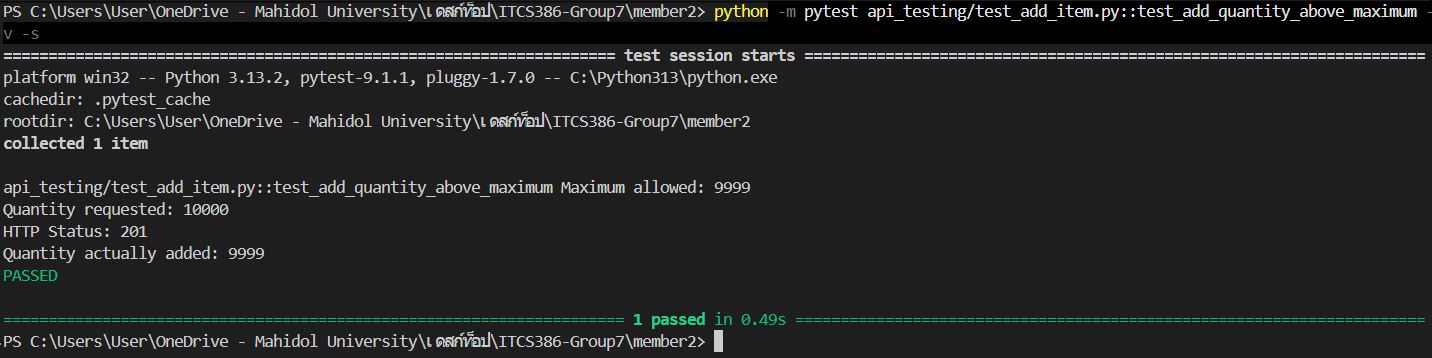 PS C:\Users\User\OneDrive - Mahidol University\เดสก์ท็อป\ITCS386-Group7\member2> python -m pytest api_testing/test_add_item.py::test_add_quantity_above_maximum -
v -s
=============================================================== test session starts ================================================================
platform win32 -- Python 3.13.2, pytest-9.1.1, pluggy-1.7.0 -- C:\Python313\python.exe
cachedir: .pytest_cache
rootdir: C:\Users\User\OneDrive - Mahidol University\เดสก์ท็อป\ITCS386-Group7\member2
collected 1 item
api_testing/test_add_item.py::test_add_quantity_above_maximum Maximum allowed: 9999
Quantity requested: 10000
HTTP Status: 201
Quantity actually added: 9999
PASSED
================================================================ 1 passed in 0.49s =================================================================
PS C:\Users\User\OneDrive - Mahidol University\เดสก์ท็อป\ITCS386-Group7\member2>